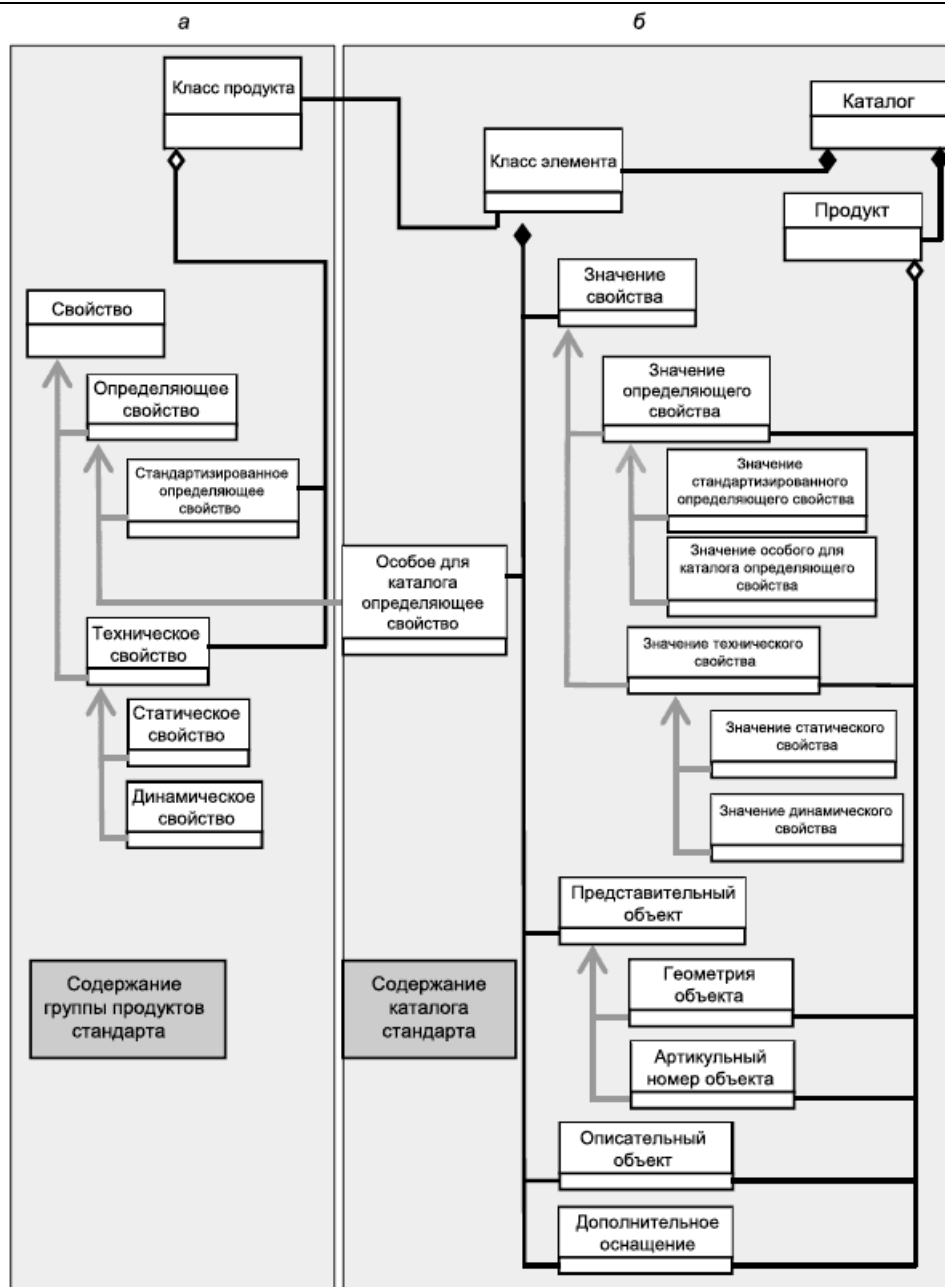 а
б
Класс продукта
Каталог
Класс элемента
Продукт
Свойство
Определяющее
свойство
Стандартизированное
определяющее
свойство
Техническое
свойство
Статическое
свойство
Динамическое
свойство
Содержание
группы продуктов
стандарта
Особое для
каталога
определяющее
свойство
Содержание
каталога
стандарта
Значение
свойства
Значение
определяющего
свойства
Значение
стандартизированного
определяющего свойства
Значение особого для
каталога определяющего
свойства
Значение технического
свойства
Значение статического
свойства
Значение динамического
свойства
Представительный
объект
Геометрия
объекта
Артикульный
номер объекта
Описательный
объект
Дополнительное
оснащение